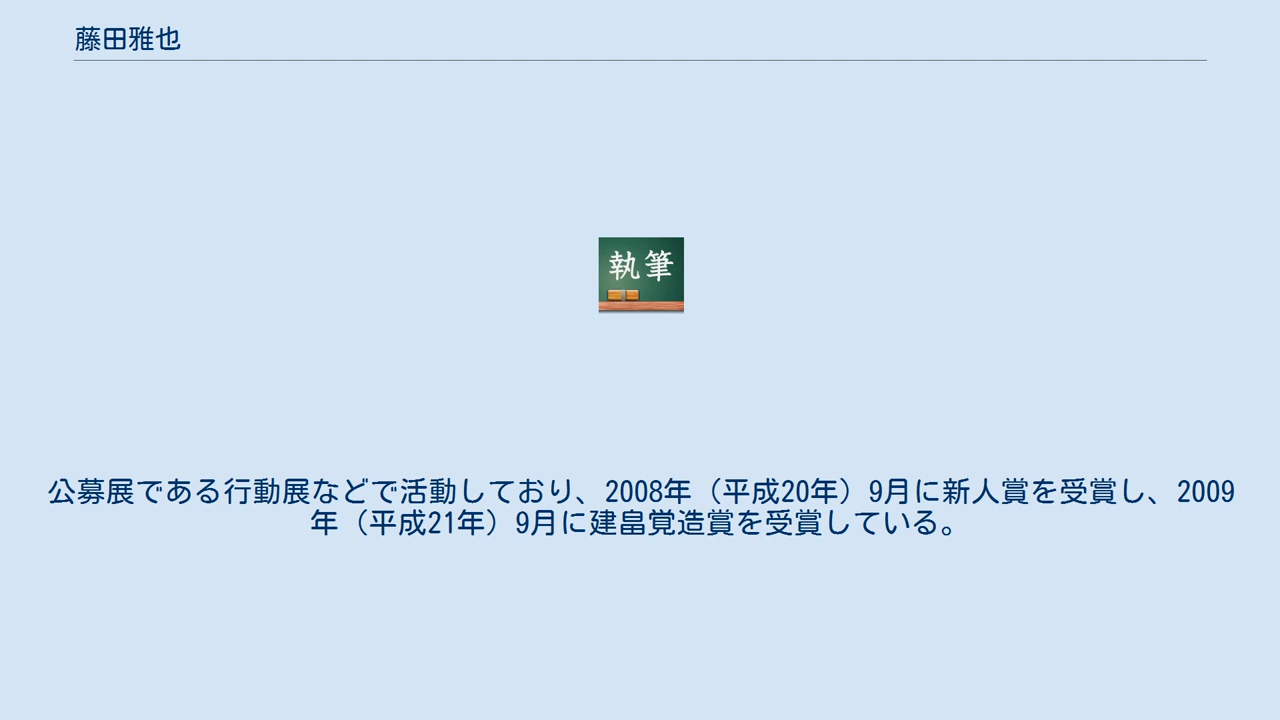 藤田雅也
執筆
公募展である行動展などで活動しており、2008年（平成20年）9月に新人賞を受賞し、2009
年（平成21年）9月に建畠覚造賞を受賞している。